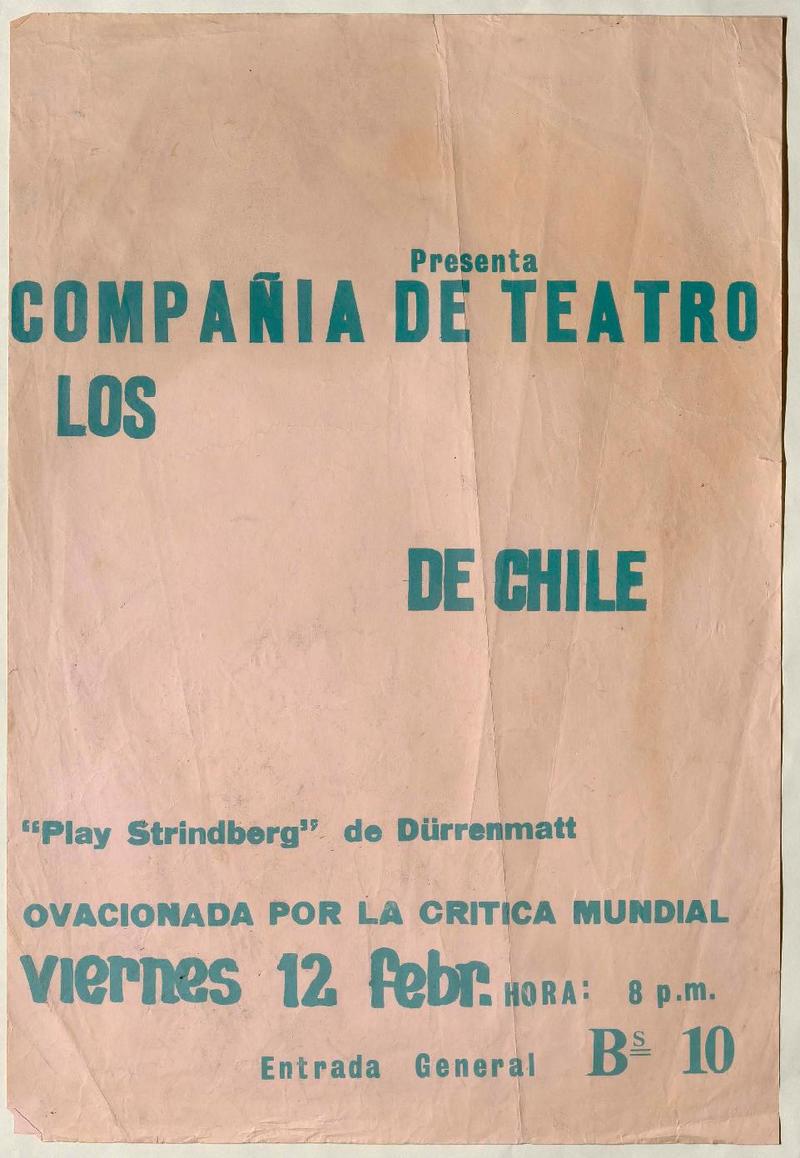 Presenta
COMPAÑIA DE TEATRO
LOS
DE CHILE
“Play Strindberg” de Dürrenmatt
OVACIONADA POR LA CRITICA MUNDIAL
viernes 12 febr. HORA: 8 p.m.
Entrada General Bs 10